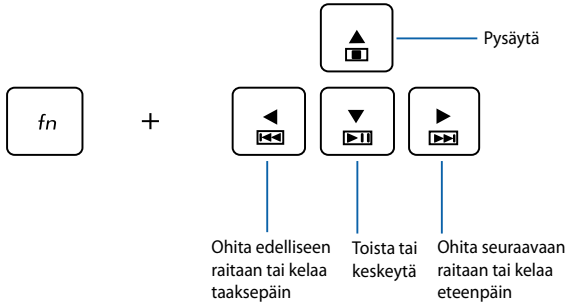 Pysäytä
fn +
Ohita edelliseen
raitaan tai kelaa
taaksepäin
Toista tai
keskeytä
Ohita seuraavaan
raitaan tai kelaa
eteenpäin